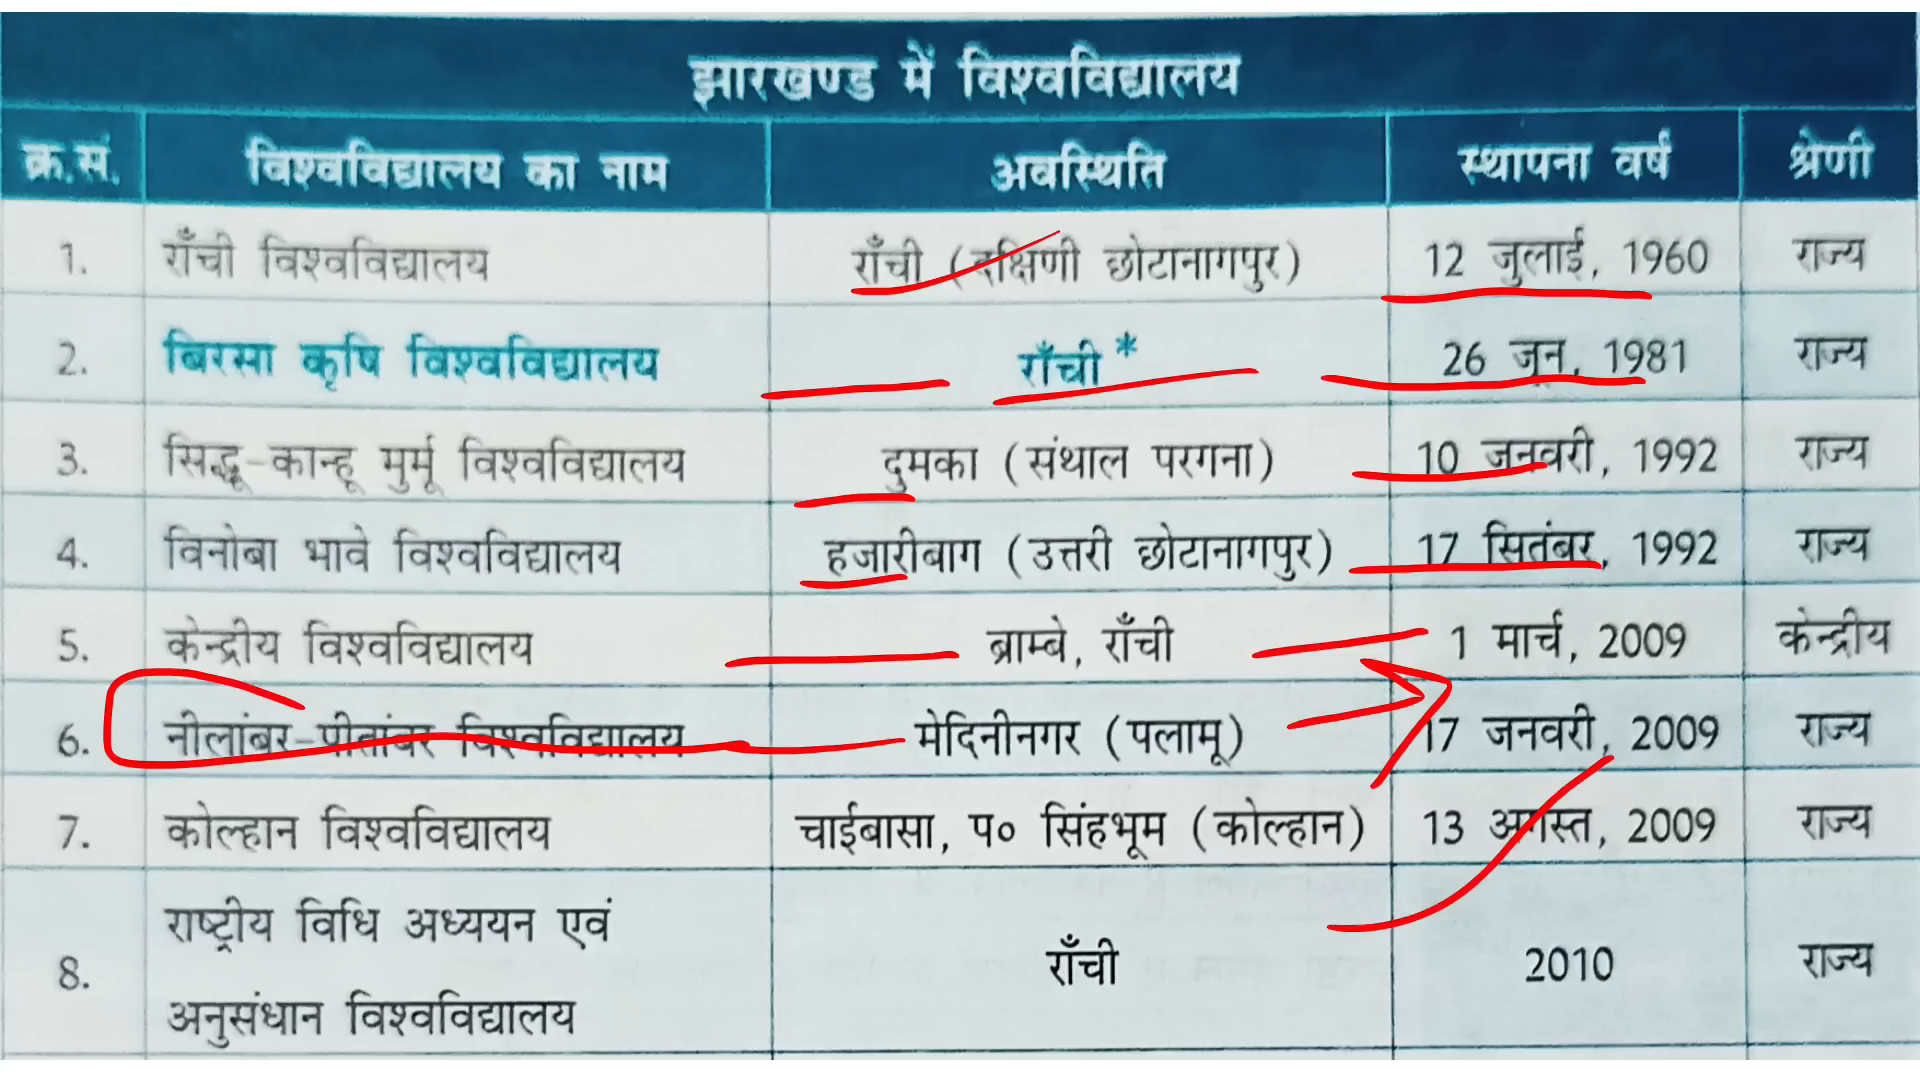 झारखण्ड में विश्वविद्यालय
क्र.सं. विश्वविद्यालय का नाम अवस्थिति स्थापना वर्ष श्रेणी
1. राँची विश्वविद्यालय राँची (दक्षिणी छोटानागपुर) 12 जुलाई, 1960 राज्य
2. बिरसा कृषि विश्वविद्यालय राँची* 26 जून, 1981 राज्य
3. सिद्धू-कान्हू मुर्मू विश्वविद्यालय दुमका (संथाल परगना) 10 जनवरी, 1992 राज्य
4. विनोबा भावे विश्वविद्यालय हजारीबाग (उत्तरी छोटानागपुर) 17 सितंबर, 1992 राज्य
5. केन्द्रीय विश्वविद्यालय ब्राम्बे, राँची 1 मार्च, 2009 केन्द्रीय
6. नीलांबर-पीतांबर विश्वविद्यालय मेदिनीनगर (पलामू) 17 जनवरी, 2009 राज्य
7. कोल्हान विश्वविद्यालय चाईबासा, प० सिंहभूम (कोल्हान) 13 अगस्त, 2009 राज्य
8. राष्ट्रीय विधि अध्ययन एवं
अनुसंधान विश्वविद्यालय राँची 2010 राज्य